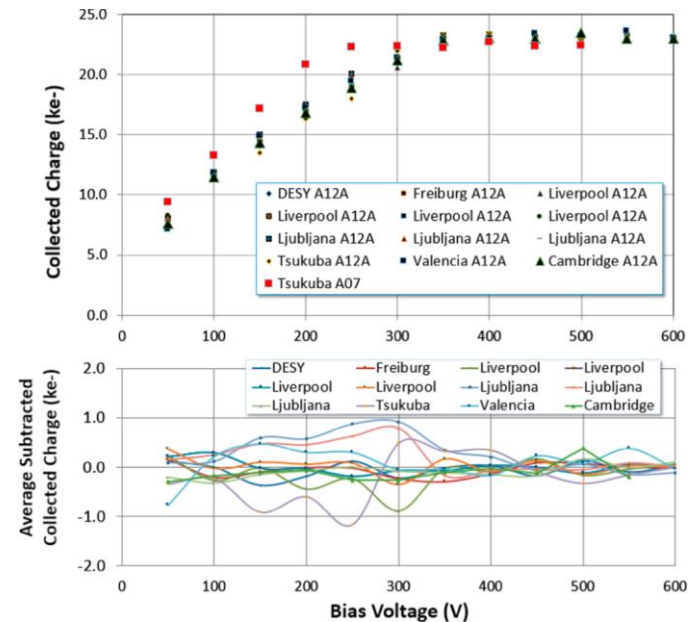 25.0
20.0
15.0
10.0
5.0
0.0
Collected Charge (ke-)
DESY A12A Freiburg A12A Liverpool A12A
Liverpool A12A Liverpool A12A Liverpool A12A
Ljubljana A12A Ljubljana A12A Ljubljana A12A
Tsukuba A12A Valencia A12A Cambridge A12A
Tsukuba A07
0 100 200 300 400 500 600
2.0
1.0
0.0
-1.0
-2.0
Average Subtracted
Collected Charge (ke-)
DESY Freiburg Liverpool Liverpool
Liverpool Liverpool Ljubljana Ljubljana
Ljubljana Tsukuba Valencia Cambridge
0 100 200 300 400 500 600
Bias Voltage (V)